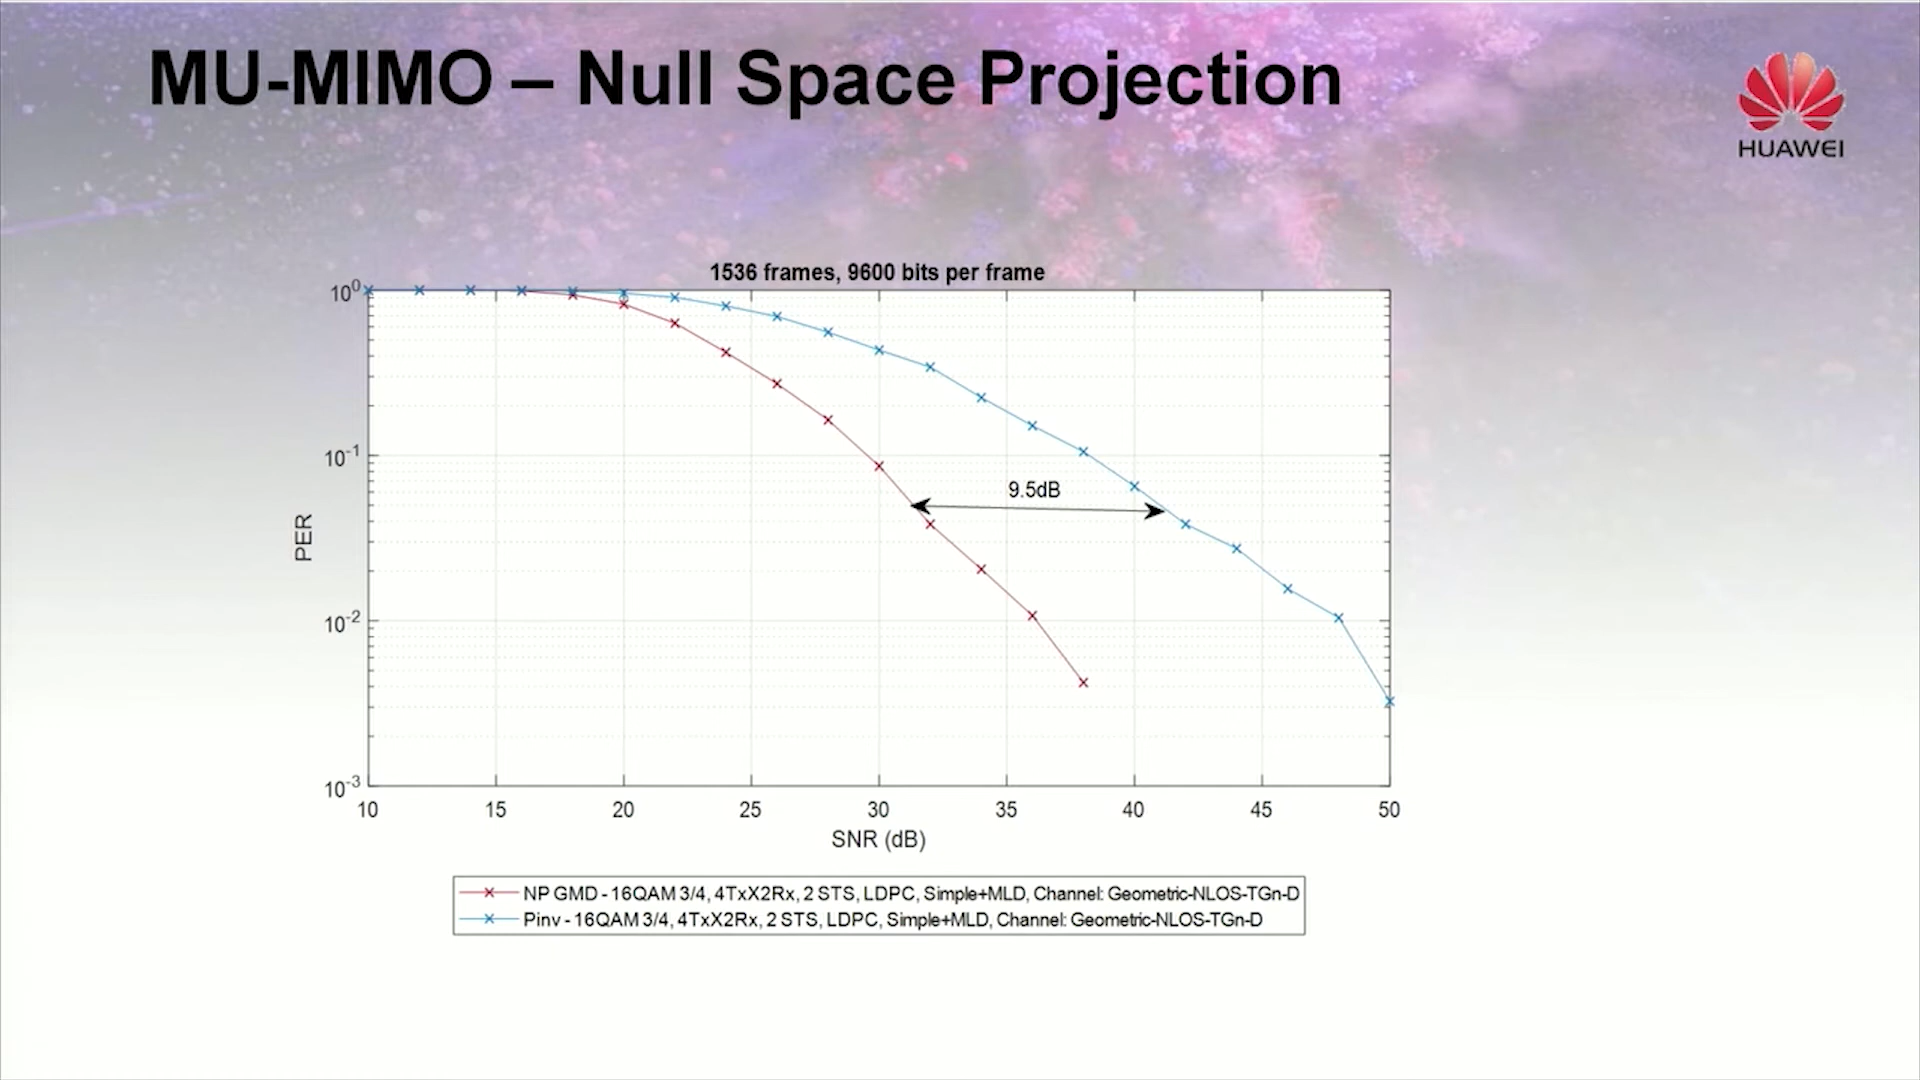 MU-MIMO – Null Space Projection
HUAWEI
1536 frames, 9600 bits per frame
10^0
10^-1
10^-2
10^-3
PER
9.5dB
10 15 20 25 30 35 40 45 50
SNR (dB)
NP GMD - 16QAM 3/4, 4TxX2Rx, 2 STS, LDPC, Simple+MLD, Channel: Geometric-NLOS-TGn-D
Pinv - 16QAM 3/4, 4TxX2Rx, 2 STS, LDPC, Simple+MLD, Channel: Geometric-NLOS-TGn-D